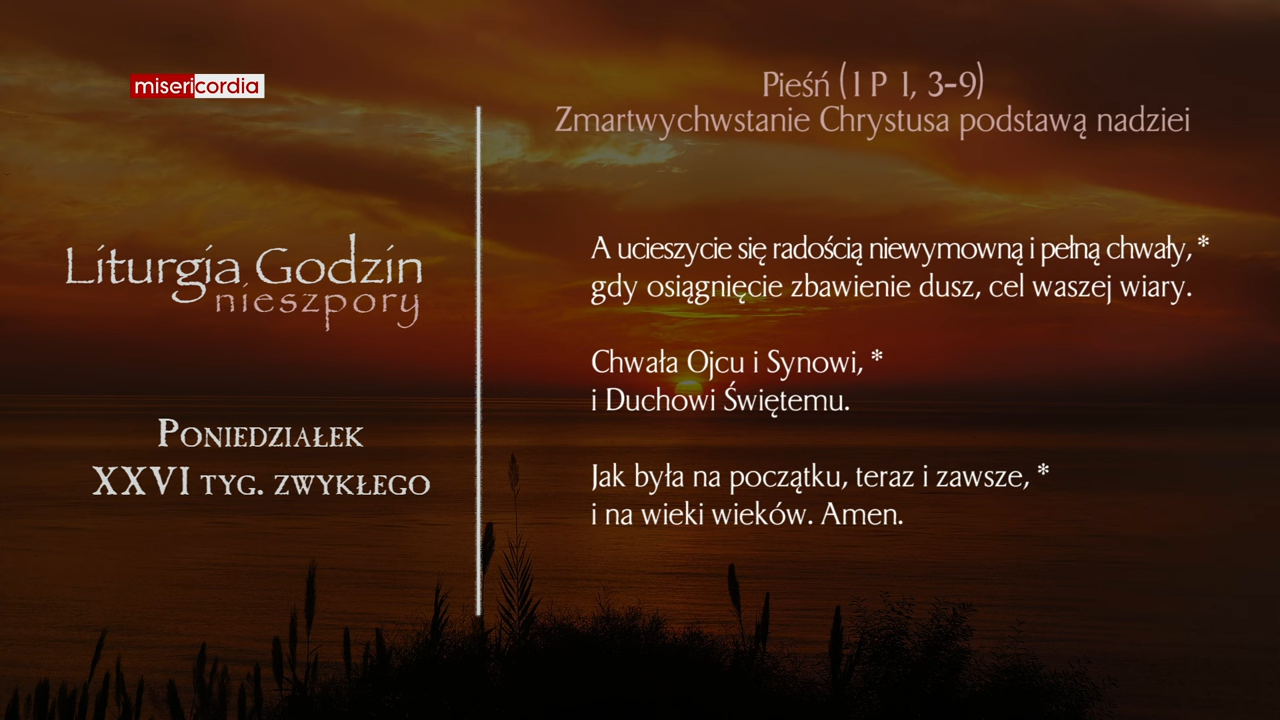 misericordia
Liturgia Godzin
nieszpory
Poniedziałek
XXVI tyg. zwykłego
Pieśń (1 P 1, 3-9)
Zmartwychwstanie Chrystusa podstawą nadziei
A ucieszycie się radością niewymowną i pełną chwały, *
gdy osiągnięcie zbawienie dusz, cel waszej wiary.
Chwała Ojcu i Synowi, *
i Duchowi Świętemu.
Jak była na początku, teraz i zawsze, *
i na wieki wieków. Amen.